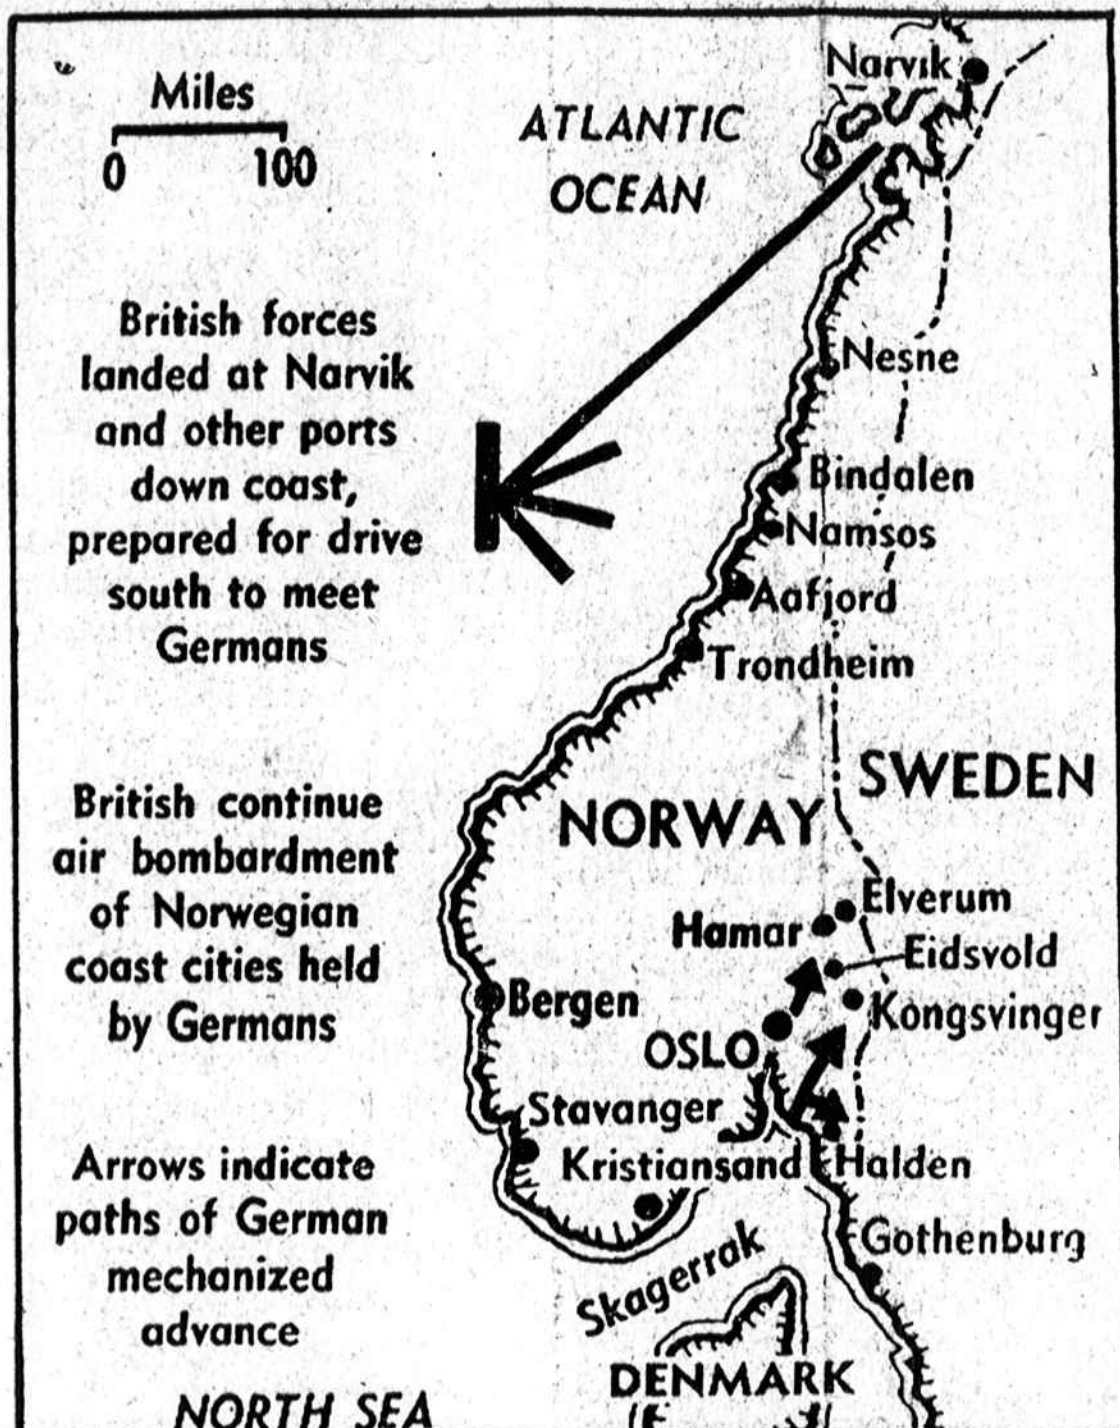 Miles
0 100
Narvik
ATLANTIC
OCEAN
British forces
landed at Narvik
and other ports
down coast,
prepared for drive
south to meet
Germans
Nesne
Bindalen
Namsos
Aafjord
Trondheim
British continue
air bombardment
of Norwegian
coast cities held
by Germans
SWEDEN
NORWAY
Elverum
Hamar
Eidsvold
Bergen
Kongsvinger
OSLO
Stavanger
Arrows indicate
paths of German
mechanized
advance
Kristiansand
Halden
Gothenburg
Skagerrak
DENMARK
NORTH SEA